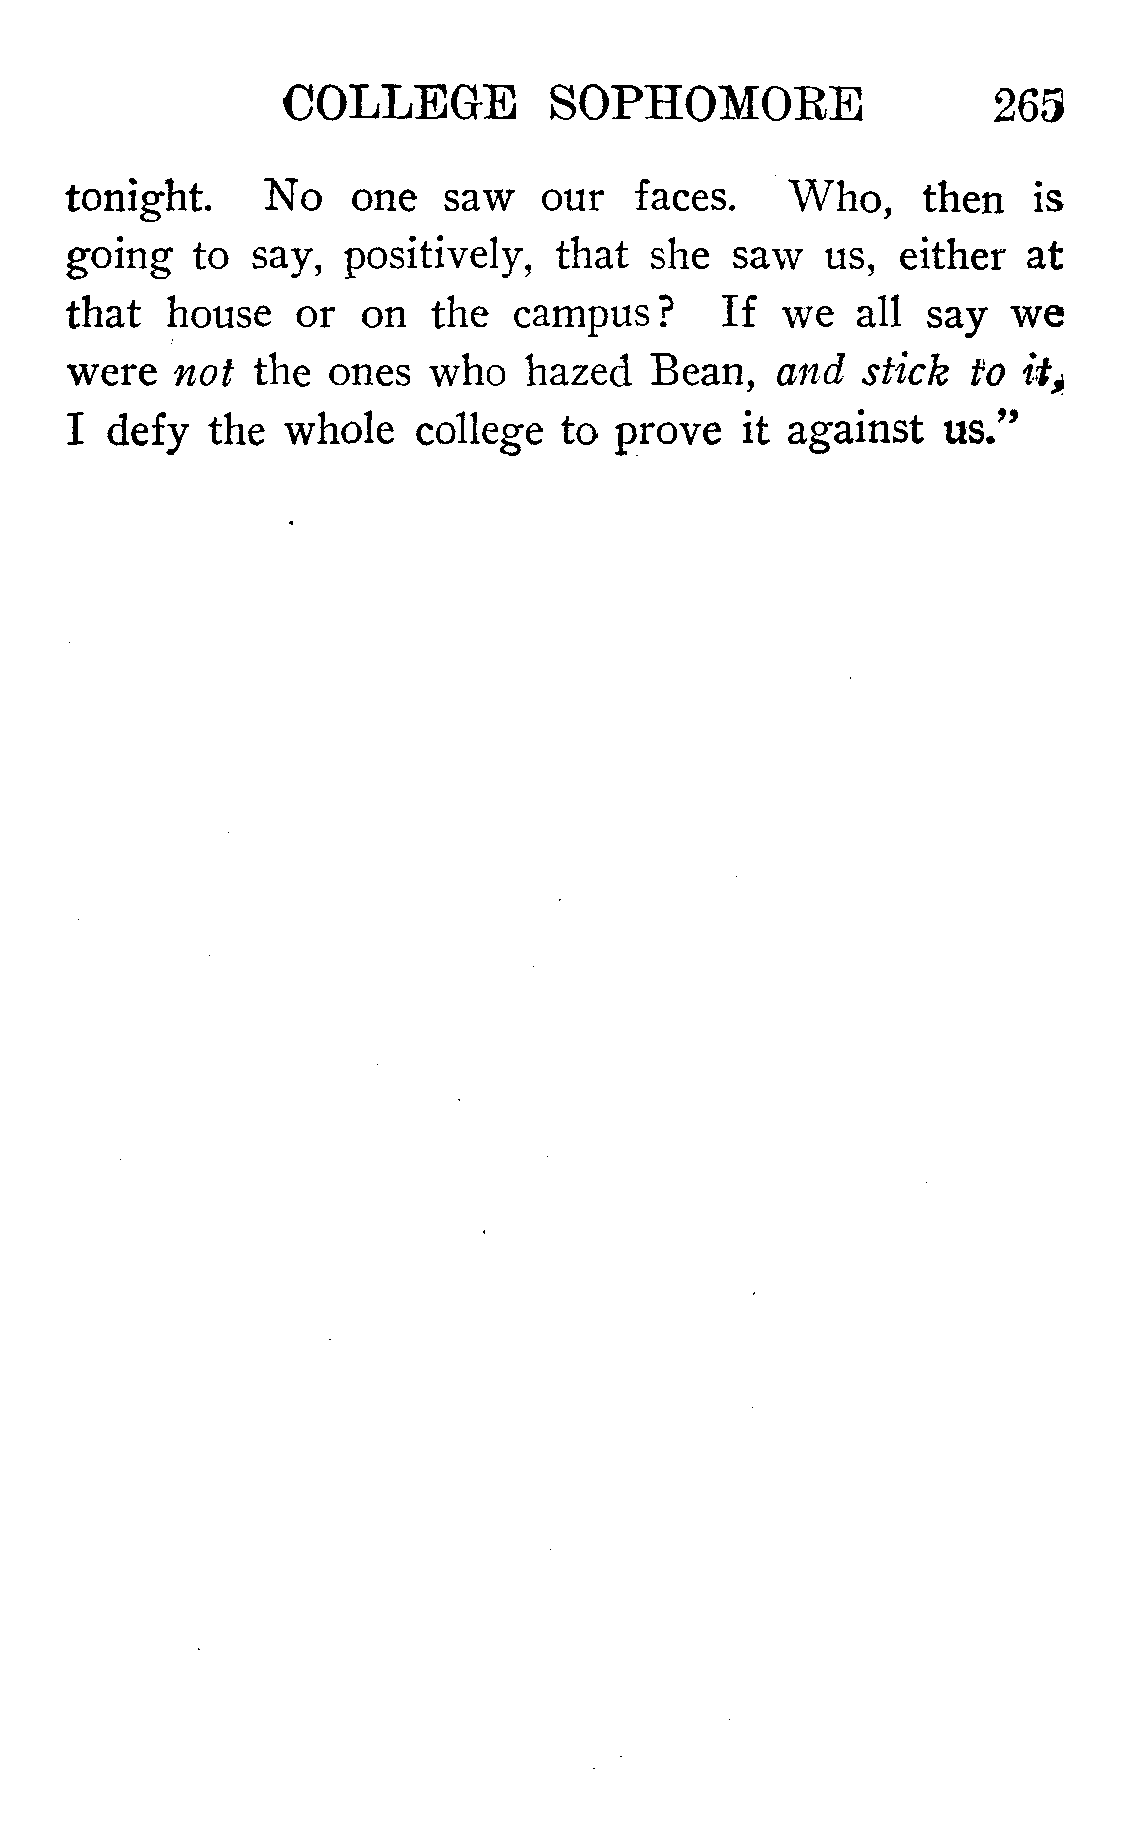 COLLEGE SOPHOMORE 265
tonight. No one saw our faces. Who, then is
going to say, positively, that she saw us, either at
that house or on the campus? If we all say we
were not the ones who hazed Bean, and stick to it,
I defy the whole college to prove it against us.”